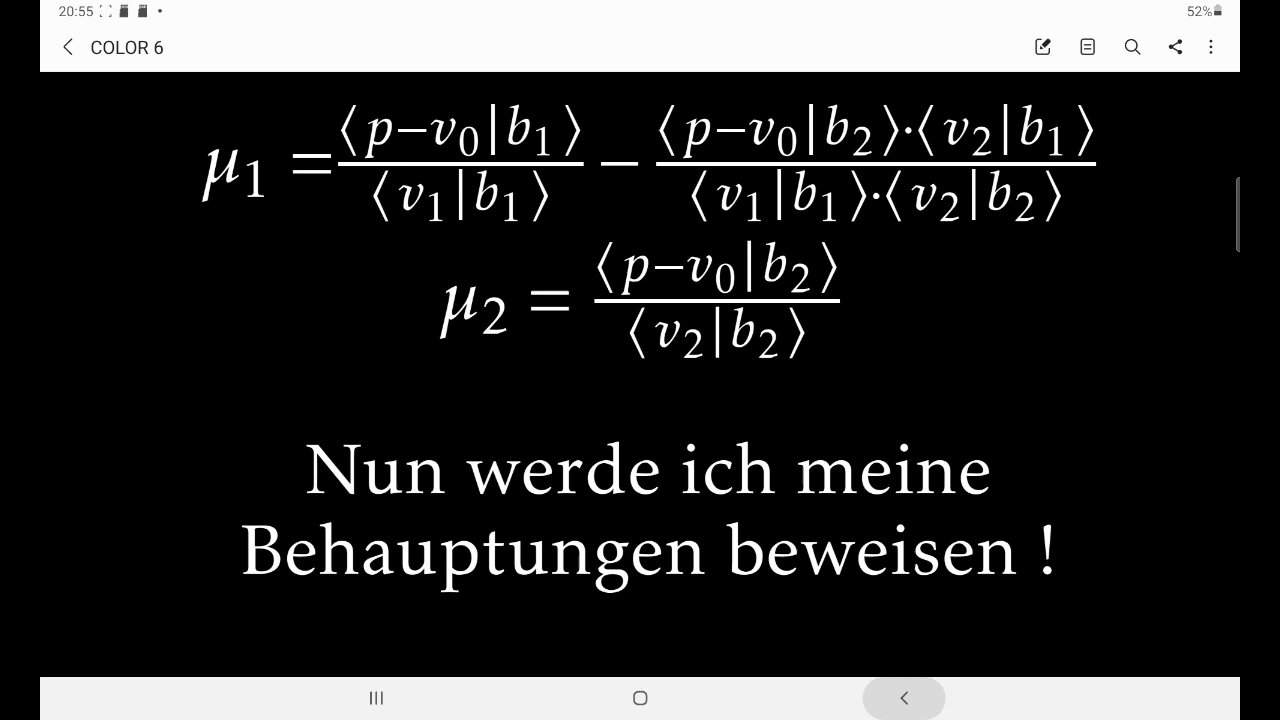 20:55
52%
COLOR 6
μ₁ = ⟨p−v₀|b₁⟩ / ⟨v₁|b₁⟩ − ⟨p−v₀|b₂⟩·⟨v₂|b₁⟩ / ⟨v₁|b₁⟩·⟨v₂|b₂⟩
μ₂ = ⟨p−v₀|b₂⟩ / ⟨v₂|b₂⟩
Nun werde ich meine
Behauptungen beweisen !